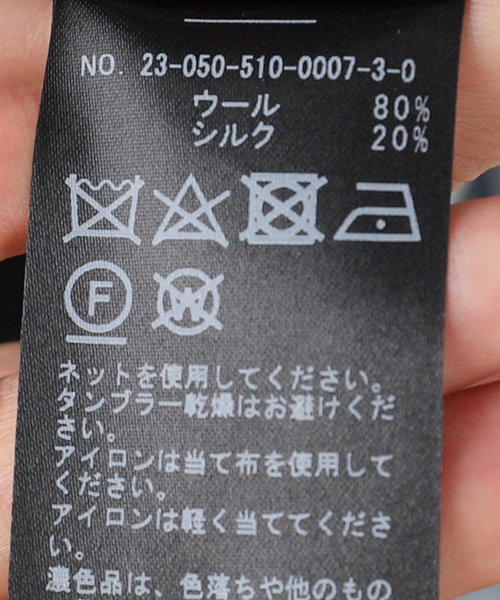 NO. 23-050-510-0007-3-0
ウール 80%
シルク 20%
F
W
ネットを使用してください。
タンブラー乾燥はお避けくだ
さい。
アイロンは当て布を使用して
ください。
アイロンは軽く当ててくださ
い。
濃色品は、色落ちや他のもの